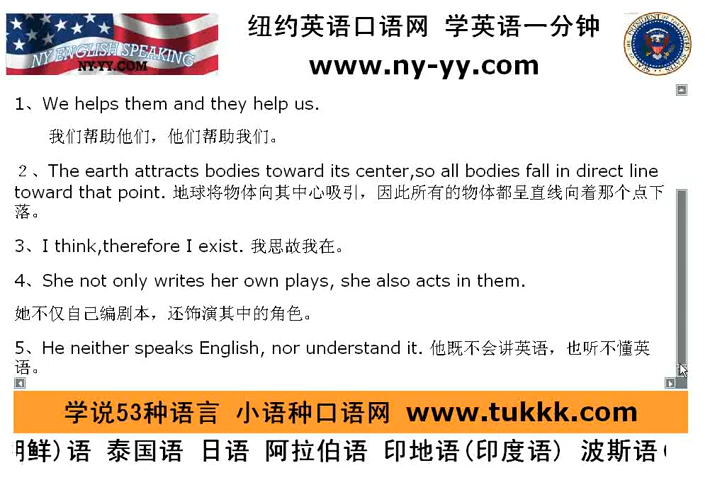 纽约英语口语网 学英语一分钟
NY ENGLISH SPEAKING
NY-YY.COM
www.ny-yy.com
1、We helps them and they help us.
我们帮助他们，他们帮助我们。
２、The earth attracts bodies toward its center,so all bodies fall in direct line
toward that point. 地球将物体向其中心吸引，因此所有的物体都呈直线向着那个点下
落。
3、I think,therefore I exist. 我思故我在。
4、She not only writes her own plays, she also acts in them.
她不仅自己编剧本，还饰演其中的角色。
5、He neither speaks English, nor understand it. 他既不会讲英语，也听不懂英
语。
学说53种语言 小语种口语网 www.tukkk.com
鲜)语 泰国语 日语 阿拉伯语 印地语(印度语) 波斯语(